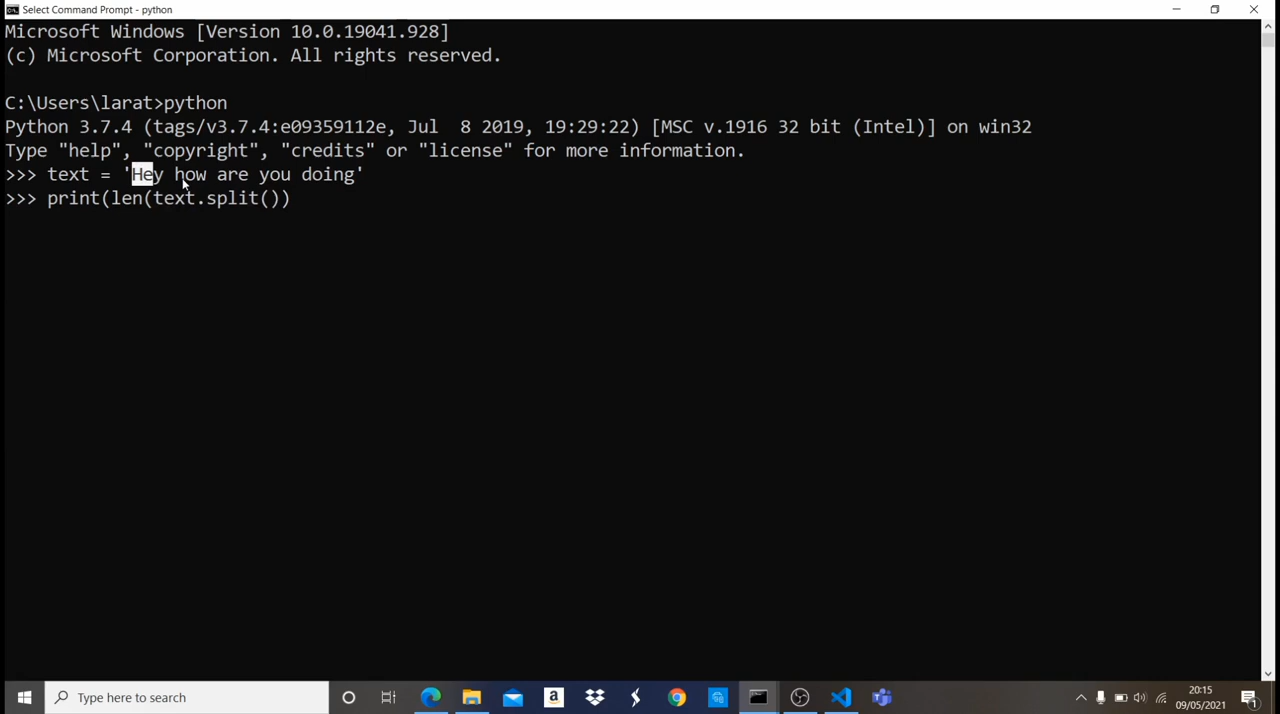 Select Command Prompt - python
Microsoft Windows [Version 10.0.19041.928]
(c) Microsoft Corporation. All rights reserved.
C:\Users\larat>python
Python 3.7.4 (tags/v3.7.4:e09359112e, Jul  8 2019, 19:29:22) [MSC v.1916 32 bit (Intel)] on win32
Type "help", "copyright", "credits" or "license" for more information.
>>> text = 'Hey how are you doing'
>>> print(len(text.split())
Type here to search
20:15
09/05/2021
1